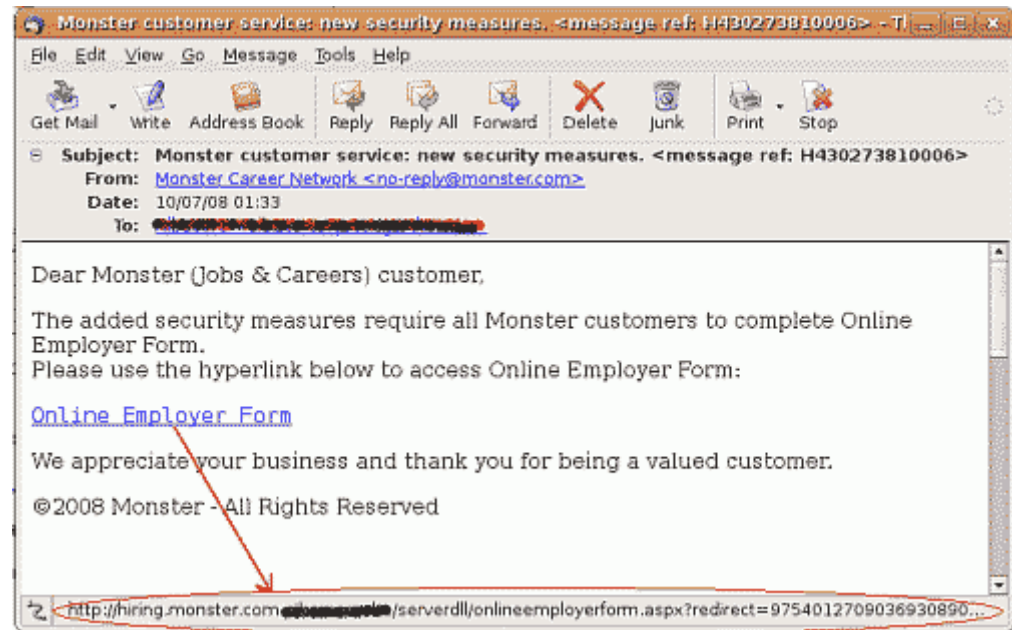 Monster customer service: new security measures. <message ref: H430273810006> - Tl
File Edit View Go Message Tools Help
Get Mail Write Address Book Reply Reply All Forward Delete Junk Print Stop
Subject: Monster customer service: new security measures. <message ref: H430273810006>
From: Monster Career Network <no-reply@monster.com>
Date: 10/07/08 01:33
To:
Dear Monster (Jobs & Careers) customer,
The added security measures require all Monster customers to complete Online
Employer Form.
Please use the hyperlink below to access Online Employer Form:
Online Employer Form
We appreciate your business and thank you for being a valued customer.
©2008 Monster - All Rights Reserved
http://hiring.monster.com /serverdll/onlineemployerform.aspx?redirect=9754012709036930890...